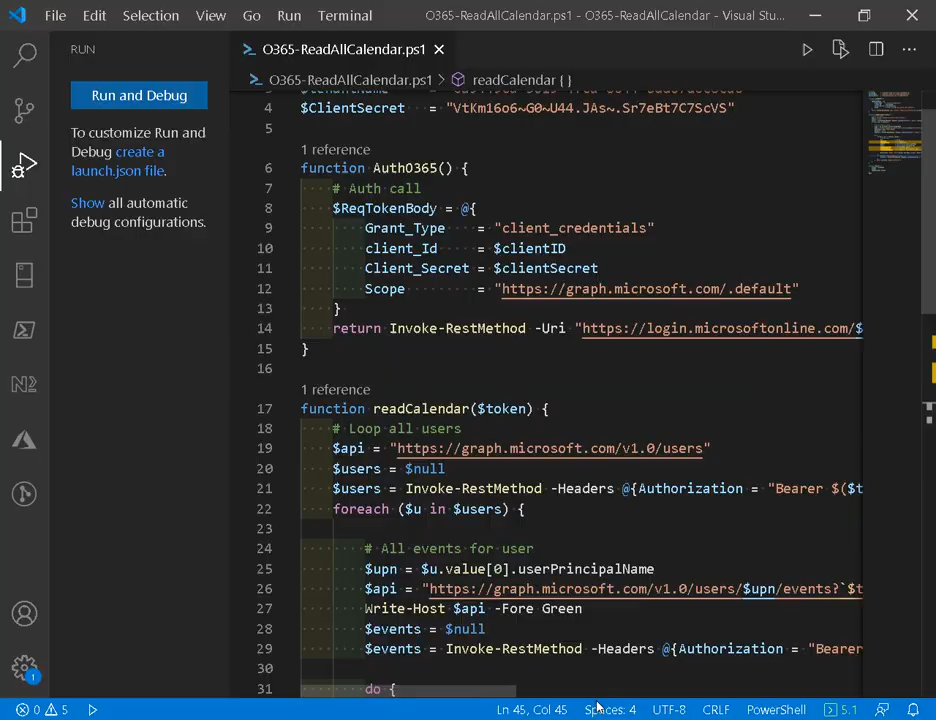 File Edit Selection View Go Run Terminal O365-ReadAllCalendar.ps1 - O365-ReadAllCalendar - Visual Stu...
RUN
Run and Debug
To customize Run and
Debug create a
launch.json file.
Show all automatic
debug configurations.
O365-ReadAllCalendar.ps1
O365-ReadAllCalendar.ps1 > readCalendar { }
4 $ClientSecret = "VtKm16o6~G0~U44.JAs~.Sr7eBt7C7ScVS"
5
1 reference
6 function AuthO365() {
7 # Auth call
8 $ReqTokenBody = @{
9 Grant_Type = "client_credentials"
10 client_Id = $clientID
11 Client_Secret = $clientSecret
12 Scope = "https://graph.microsoft.com/.default"
13 }
14 return Invoke-RestMethod -Uri "https://login.microsoftonline.com/$
15 }
16
1 reference
17 function readCalendar($token) {
18 # Loop all users
19 $api = "https://graph.microsoft.com/v1.0/users"
20 $users = $null
21 $users = Invoke-RestMethod -Headers @{Authorization = "Bearer $($t
22 foreach ($u in $users) {
23
24 # All events for user
25 $upn = $u.value[0].userPrincipalName
26 $api = "https://graph.microsoft.com/v1.0/users/$upn/events?`$t
27 Write-Host $api -Fore Green
28 $events = $null
29 $events = Invoke-RestMethod -Headers @{Authorization = "Bearer
30
31 do {
0 5 Ln 45, Col 45 Spaces: 4 UTF-8 CRLF PowerShell 5.1
1